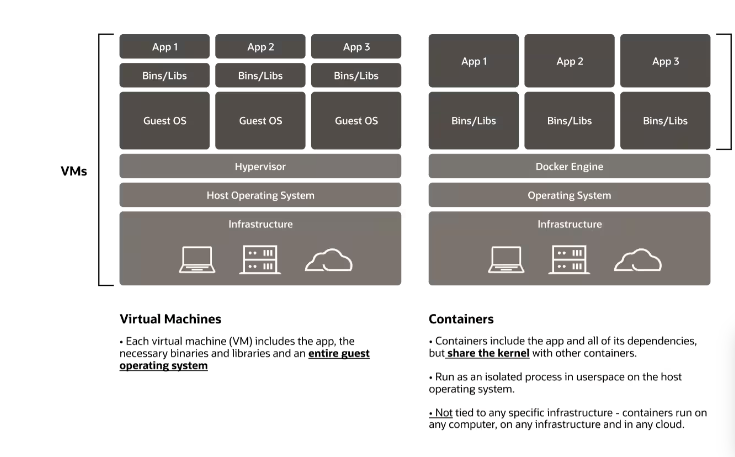 App 1 App 2 App 3
Bins/Libs Bins/Libs Bins/Libs
Guest OS Guest OS Guest OS
Hypervisor
Host Operating System
Infrastructure
VMs
App 1 App 2 App 3
Bins/Libs Bins/Libs Bins/Libs
Docker Engine
Operating System
Infrastructure
Virtual Machines
• Each virtual machine (VM) includes the app, the
necessary binaries and libraries and an entire guest
operating system
Containers
• Containers include the app and all of its dependencies,
but share the kernel with other containers.
• Run as an isolated process in userspace on the host
operating system.
• Not tied to any specific infrastructure - containers run on
any computer, on any infrastructure and in any cloud.